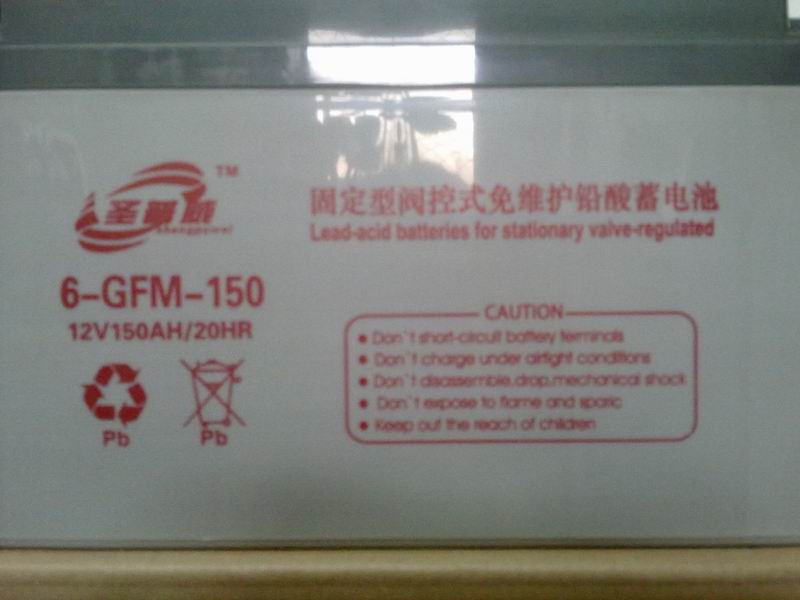 TM
圣普威
shengpuwei
固定型阀控式免维护铅酸蓄电池
Lead-acid batteries for stationary valve-regulated
6-GFM-150
12V150AH/20HR
Pb
Pb
CAUTION
Don`t short-circuit battery terminals
Don`t charge under airtight conditions
Don`t disassemble,drop,mechanical shock
Don`t expose to flame and sparic
Keep out the reach of children